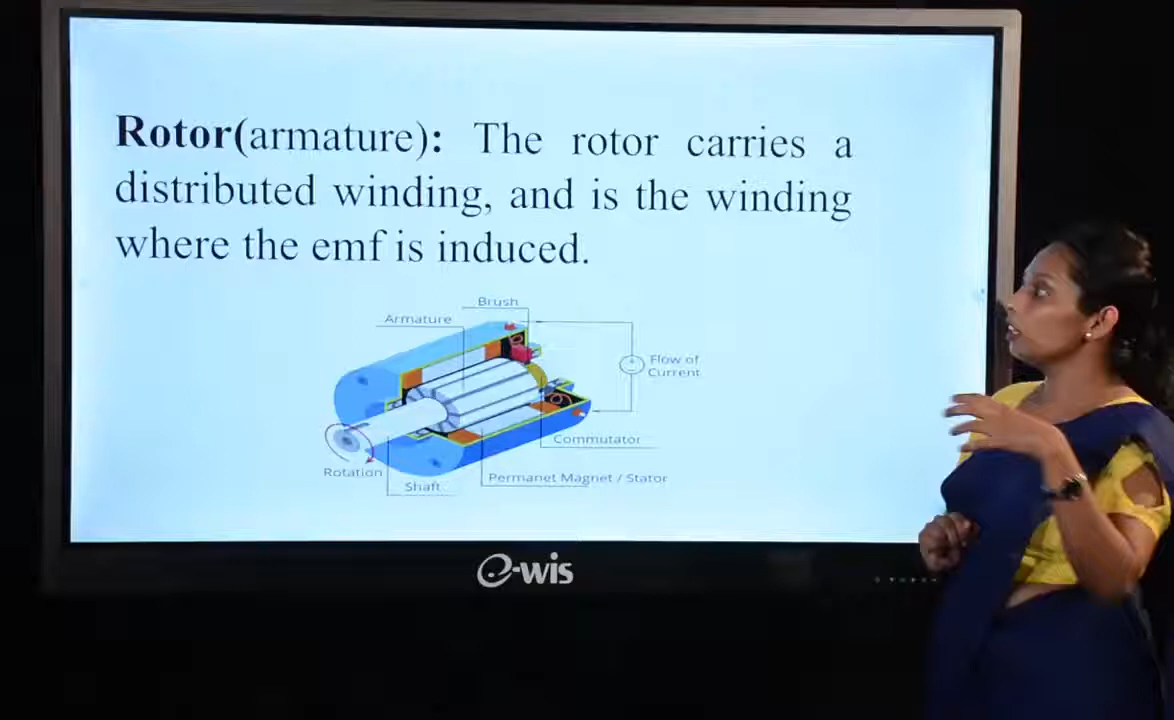 Rotor(armature): The rotor carries a
distributed winding, and is the winding
where the emf is induced.
Brush
Armature
Flow of
Current
Commutator
Rotation
Permanet Magnet / Stator
Shaft
e-wis